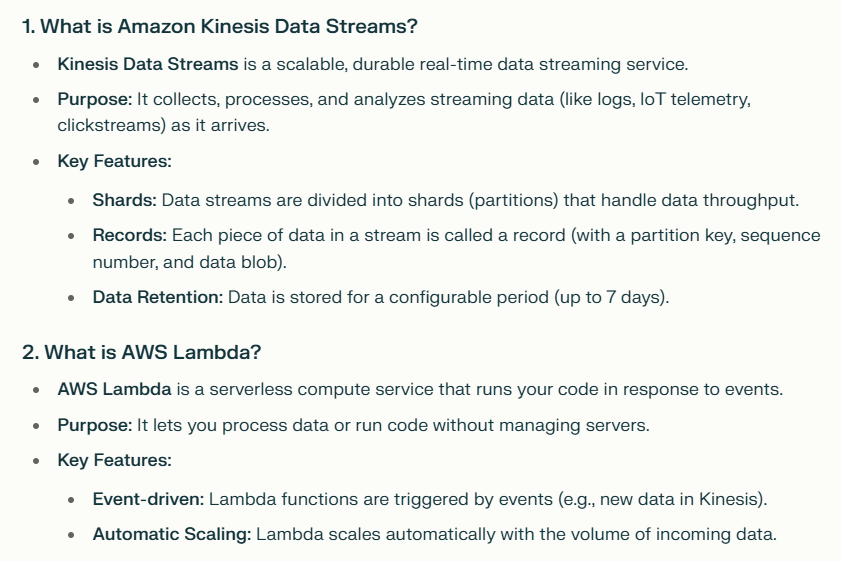 1. What is Amazon Kinesis Data Streams?
• Kinesis Data Streams is a scalable, durable real-time data streaming service.
• Purpose: It collects, processes, and analyzes streaming data (like logs, IoT telemetry,
clickstreams) as it arrives.
• Key Features:
• Shards: Data streams are divided into shards (partitions) that handle data throughput.
• Records: Each piece of data in a stream is called a record (with a partition key, sequence
number, and data blob).
• Data Retention: Data is stored for a configurable period (up to 7 days).
2. What is AWS Lambda?
• AWS Lambda is a serverless compute service that runs your code in response to events.
• Purpose: It lets you process data or run code without managing servers.
• Key Features:
• Event-driven: Lambda functions are triggered by events (e.g., new data in Kinesis).
• Automatic Scaling: Lambda scales automatically with the volume of incoming data.